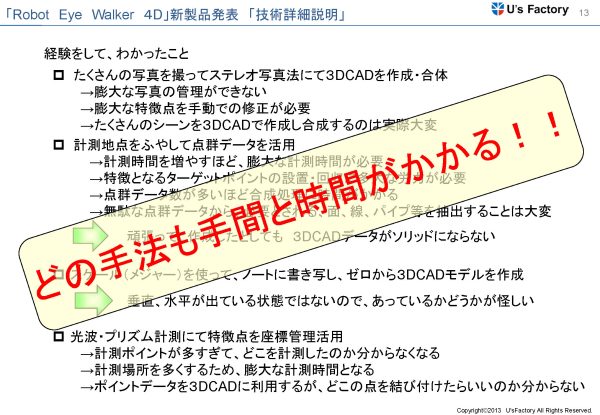 「Robot Eye Walker 4D」新製品発表 「技術詳細説明」
U's Factory
13
経験をして、わかったこと
たくさんの写真を撮ってステレオ写真法にて3DCADを作成・合体
→膨大な写真の管理ができない
→膨大な特徴点を手動での修正が必要
→たくさんのシーンを3DCADで作成し合成するのは実際大変
計測地点をふやして点群データを活用
→計測時間を増やすほど、膨大な計測時間が必要
→特徴となるターゲットポイントの設置・回収
必要
→点群データ数が多いほど合成処理
かかる
→無駄な点群データから
面、線、パイプ等を抽出することは大変
頑張って
作成したとしても 3DCADデータがソリッドにならない
スケール(メジャー)を使って、ノートに書き写し、ゼロから3DCADモデルを作成
垂直、水平が出ている状態ではないので、あっているかどうかが怪しい
どの手法も手間と時間がかかる!!
光波・プリズム計測にて特徴点を座標管理活用
→計測ポイントが多すぎて、どこを計測したのか分からなくなる
→計測場所を多くするため、膨大な計測時間となる
→ポイントデータを3DCADに利用するが、どこの点を結び付けたらいいのか分からない
Copyright©2013 U'sFactory All Rights Reserved.